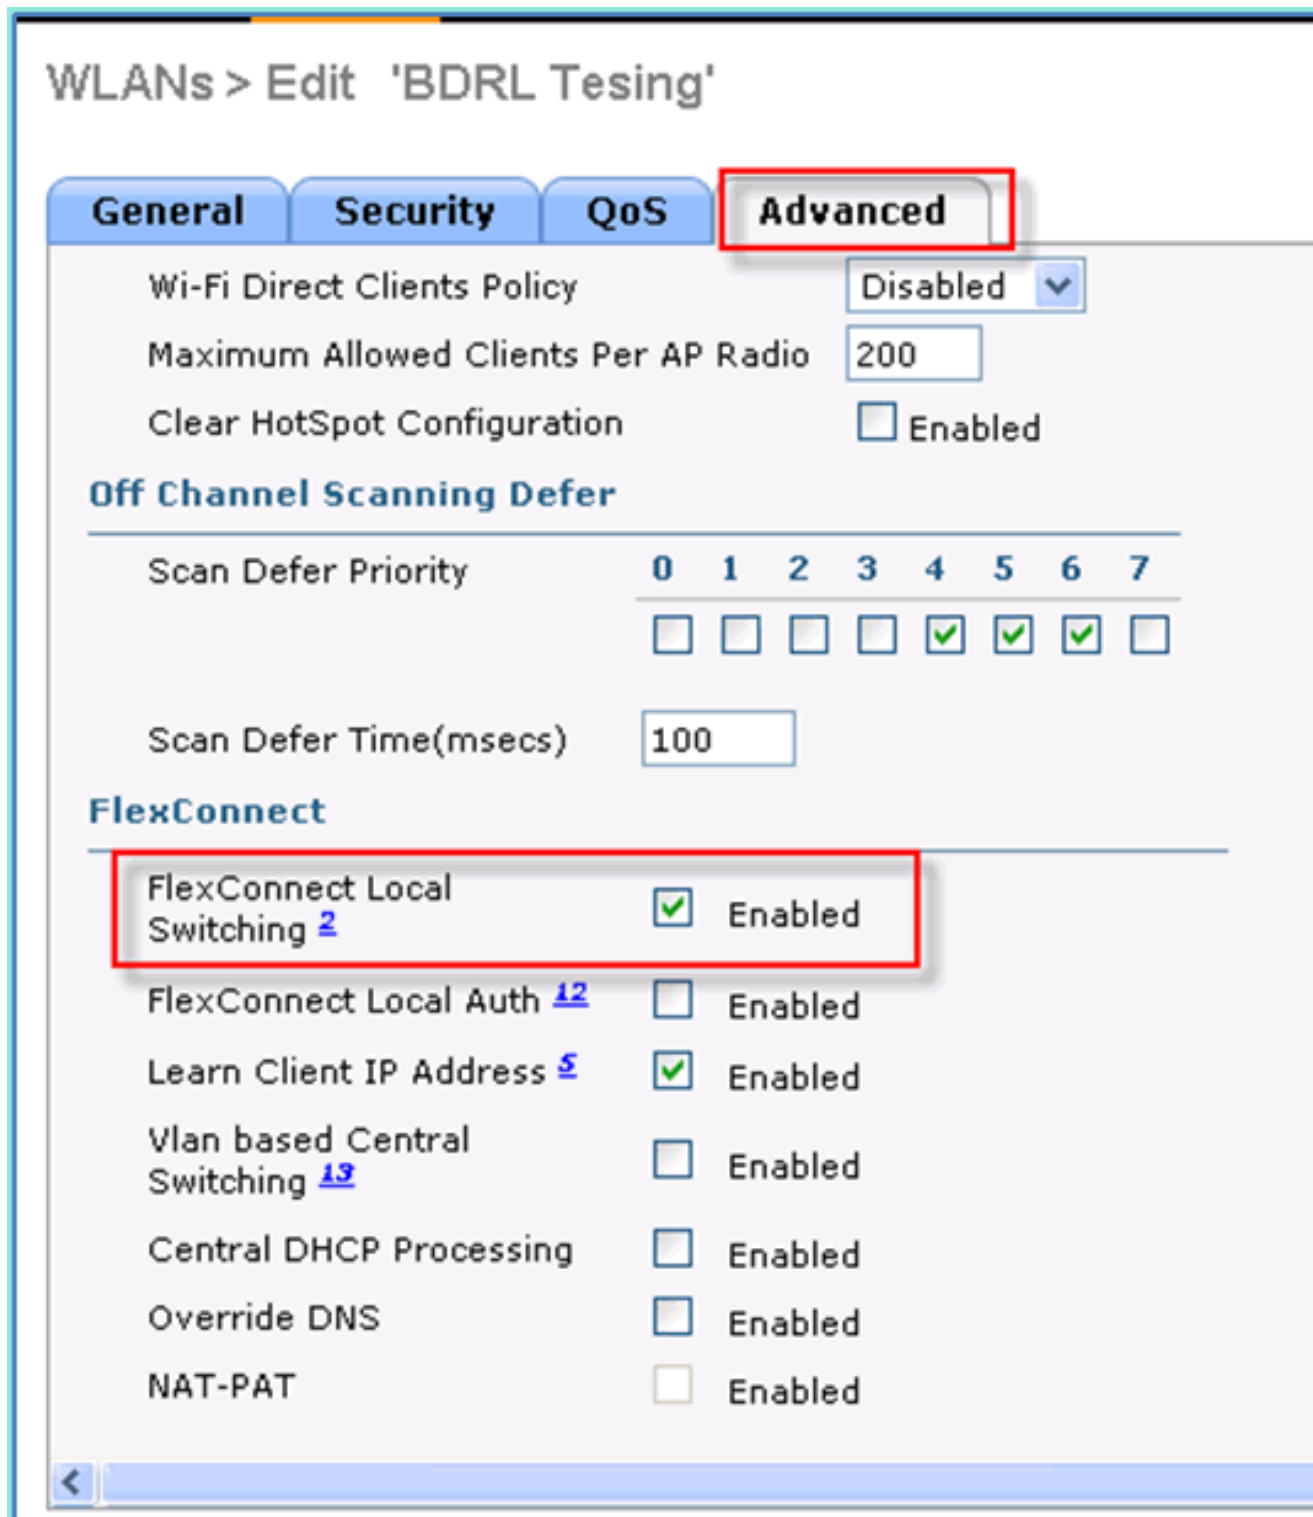 WLANs > Edit 'BDRL Tesing'
General Security QoS Advanced
Wi-Fi Direct Clients Policy Disabled
Maximum Allowed Clients Per AP Radio 200
Clear HotSpot Configuration Enabled
Off Channel Scanning Defer
Scan Defer Priority 0 1 2 3 4 5 6 7
Scan Defer Time(msecs) 100
FlexConnect
FlexConnect Local
Switching 2 Enabled
FlexConnect Local Auth 12 Enabled
Learn Client IP Address 5 Enabled
Vlan based Central
Switching 13 Enabled
Central DHCP Processing Enabled
Override DNS Enabled
NAT-PAT Enabled